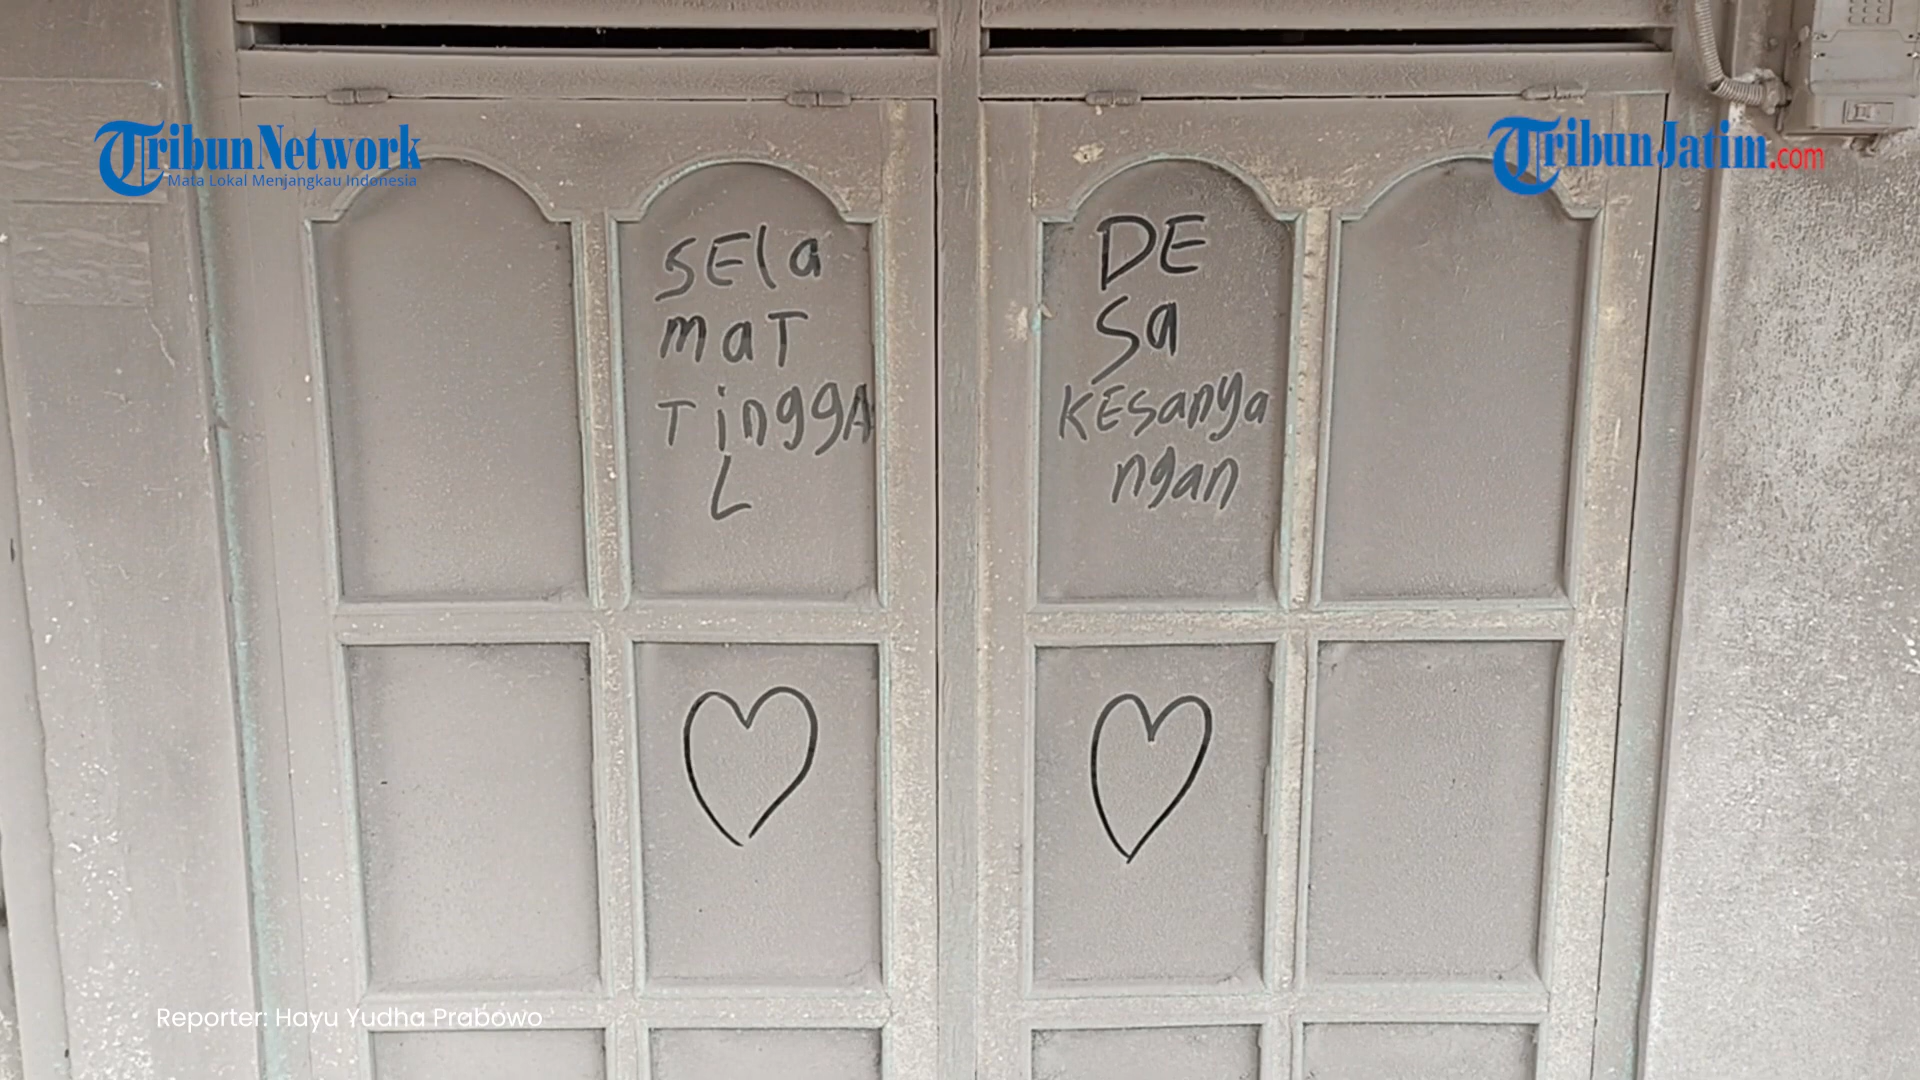 TribunNetwork
Mata Lokal Menjangkau Indonesia
TribunJatim.com
SEla
maT
TinggA
L
DE
Sa
KEsanya
ngan
Reporter: Hayu Yudha Prabowo